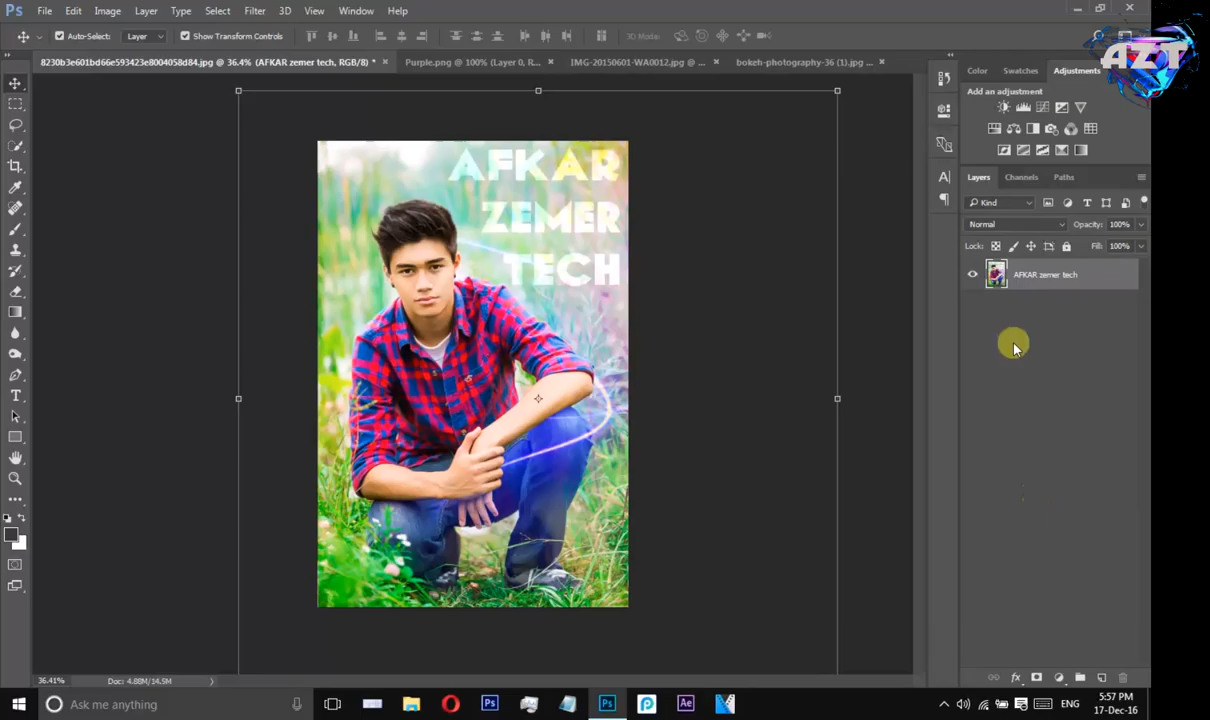 Ps File Edit Image Layer Type Select Filter 3D View Window Help
Auto-Select: Layer Show Transform Controls 3D Mode:
8230b3e601bd66e593423e8004058d84.jpg @ 36.4% (AFKAR zemer tech, RGB/8) * × Purple.png @ 100% (Layer 0, R... × IMG-20150601-WA0012.jpg @ ... × bokeh-photography-36 (1).jpg ... ×
AZT
Color Swatches Adjustments
Add an adjustment
Layers Channels Paths
Kind
Normal Opacity: 100%
Lock: Fill: 100%
AFKAR zemer tech
AFKAR
ZEMER
TECH
36.41% Doc: 4.88M/14.5M
fx
Ask me anything Ps Ps Ae ENG
5:57 PM
17-Dec-16